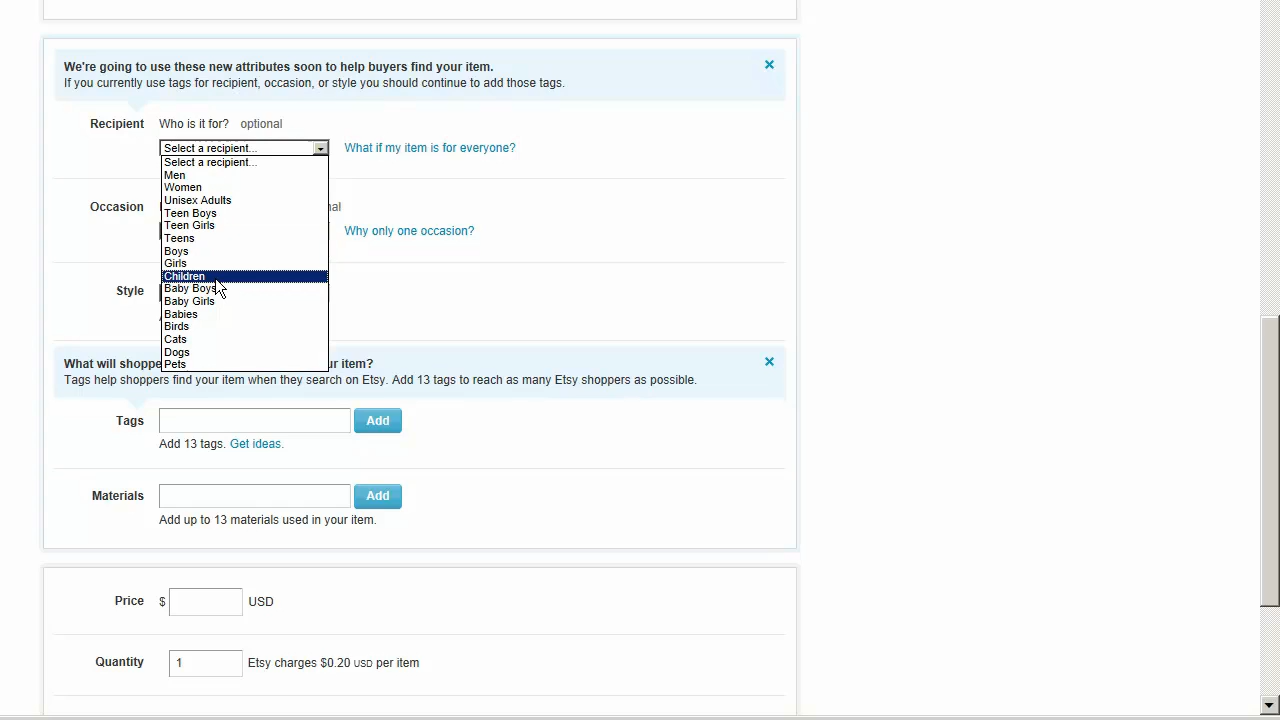 We're going to use these new attributes soon to help buyers find your item.
If you currently use tags for recipient, occasion, or style you should continue to add those tags.
Recipient Who is it for? optional
Select a recipient... What if my item is for everyone?
Select a recipient...
Men
Women
Unisex Adults
Teen Boys
Teen Girls
Teens
Boys
Girls
Children
Baby Boys
Baby Girls
Babies
Birds
Cats
Dogs
Pets
Occasion nal
Why only one occasion?
Style
What will shoppe ur item?
Tags help shoppers find your item when they search on Etsy. Add 13 tags to reach as many Etsy shoppers as possible.
Tags Add
Add 13 tags. Get ideas.
Materials Add
Add up to 13 materials used in your item.
Price $ USD
Quantity 1 Etsy charges $0.20 USD per item